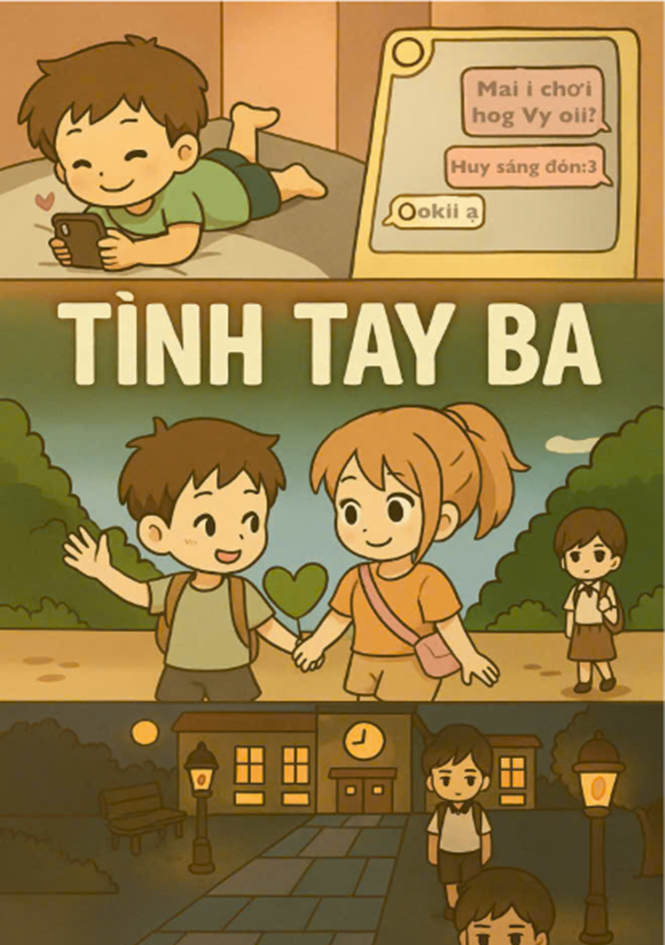 Mai i chơi
hog Vy oii?
Huy sáng đón:3
Ookii ạ
TÌNH TAY BA